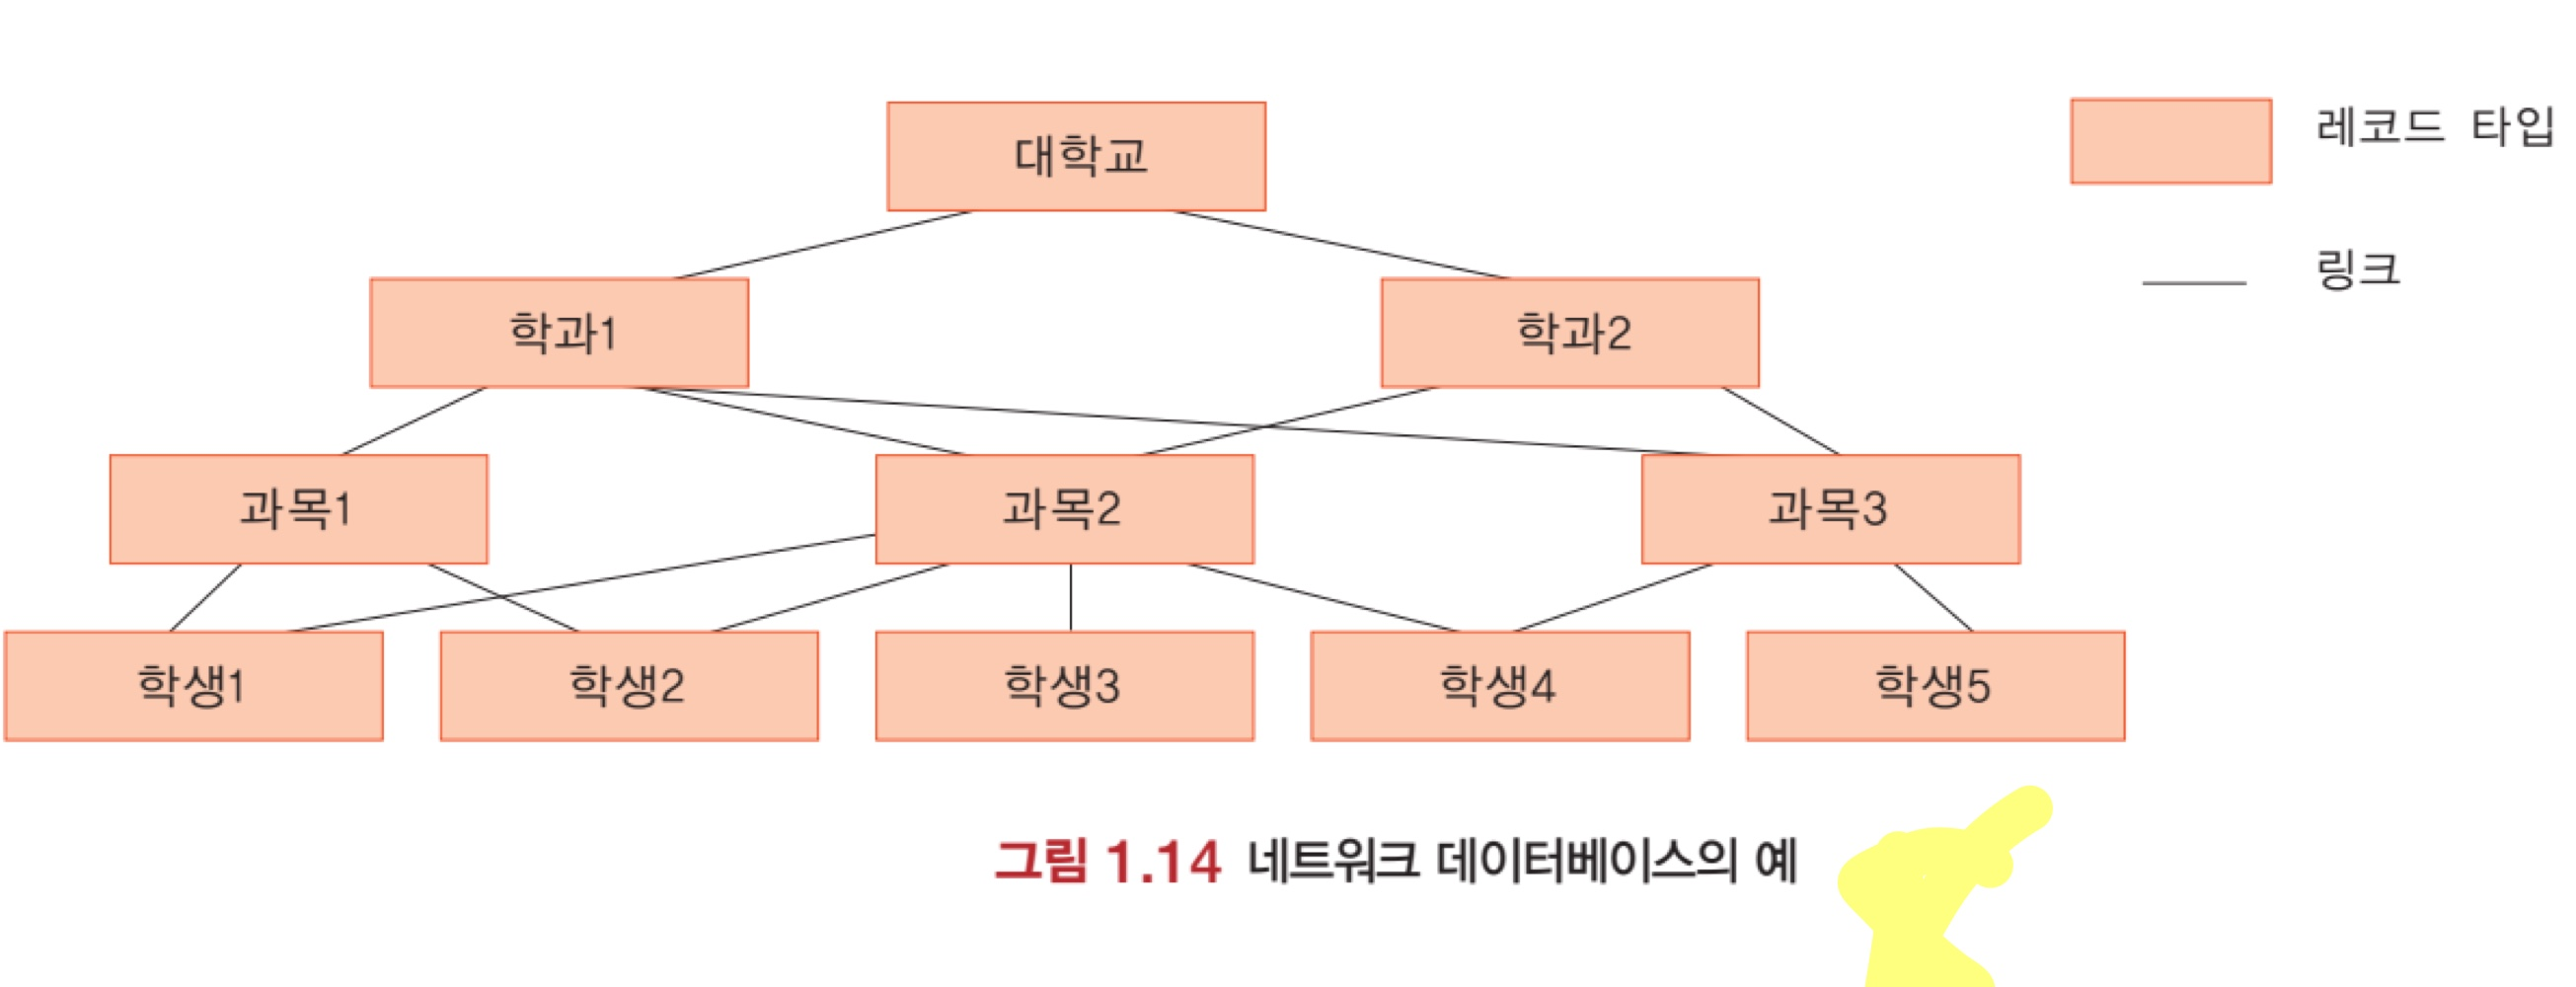 대학교
레코드 타입
링크
학과1
학과2
과목1
과목2
과목3
학생1
학생2
학생3
학생4
학생5
그림 1.14 네트워크 데이터베이스의 예